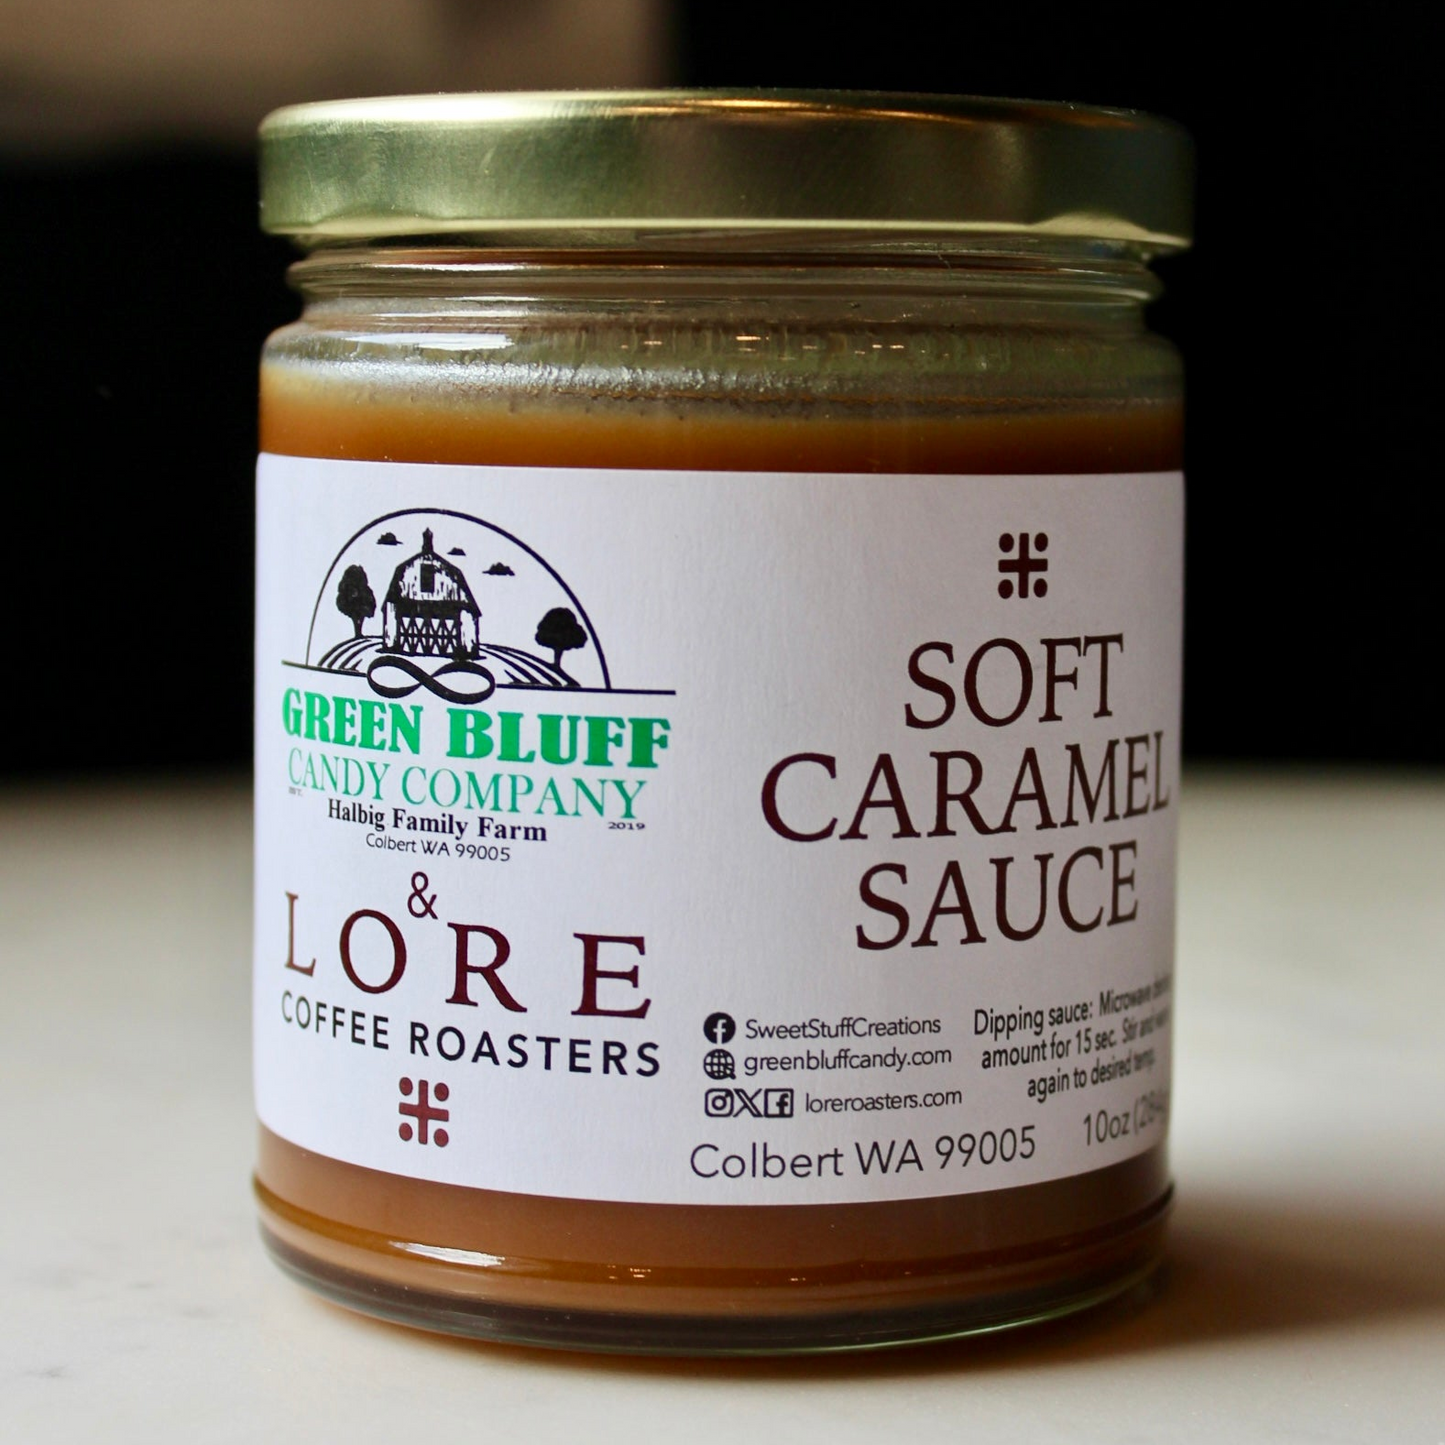 GREEN BLUFF
CANDY COMPANY
EST. 2019
Halbig Family Farm
Colbert WA 99005
&
LORE
COFFEE ROASTERS
SOFT
CARAMEL
SAUCE
SweetStuffCreations
greenbluffcandy.com
loreroasters.com
Colbert WA 99005
Dipping sauce: Microwave
amount for 15 sec. Stir and
again to desired temp.
10oz